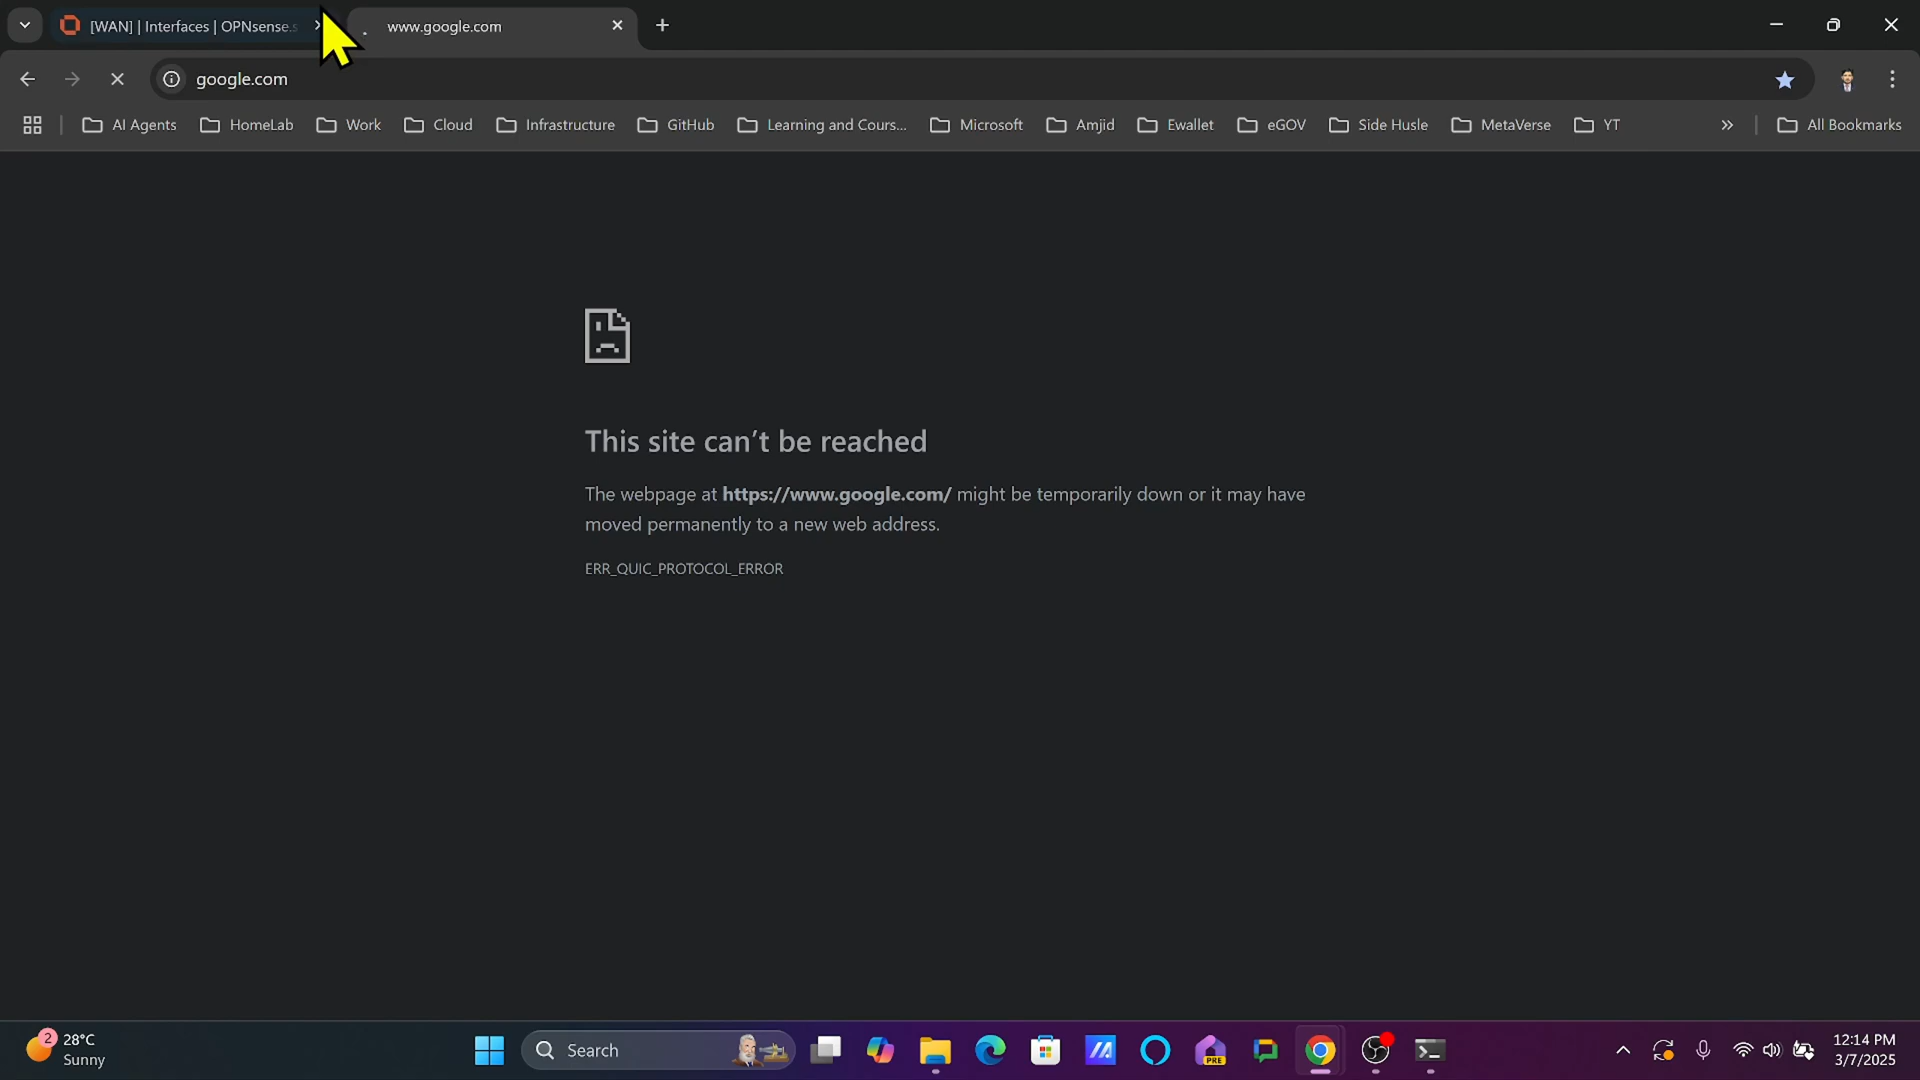 [WAN] | Interfaces | OPNsense.s
www.google.com
google.com
AI Agents
HomeLab
Work
Cloud
Infrastructure
GitHub
Learning and Cours...
Microsoft
Amjid
Ewallet
eGOV
Side Husle
MetaVerse
YT
All Bookmarks
This site can't be reached
The webpage at https://www.google.com/ might be temporarily down or it may have
moved permanently to a new web address.
ERR_QUIC_PROTOCOL_ERROR
2
28°C
Sunny
Search
PRE
12:14 PM
3/7/2025